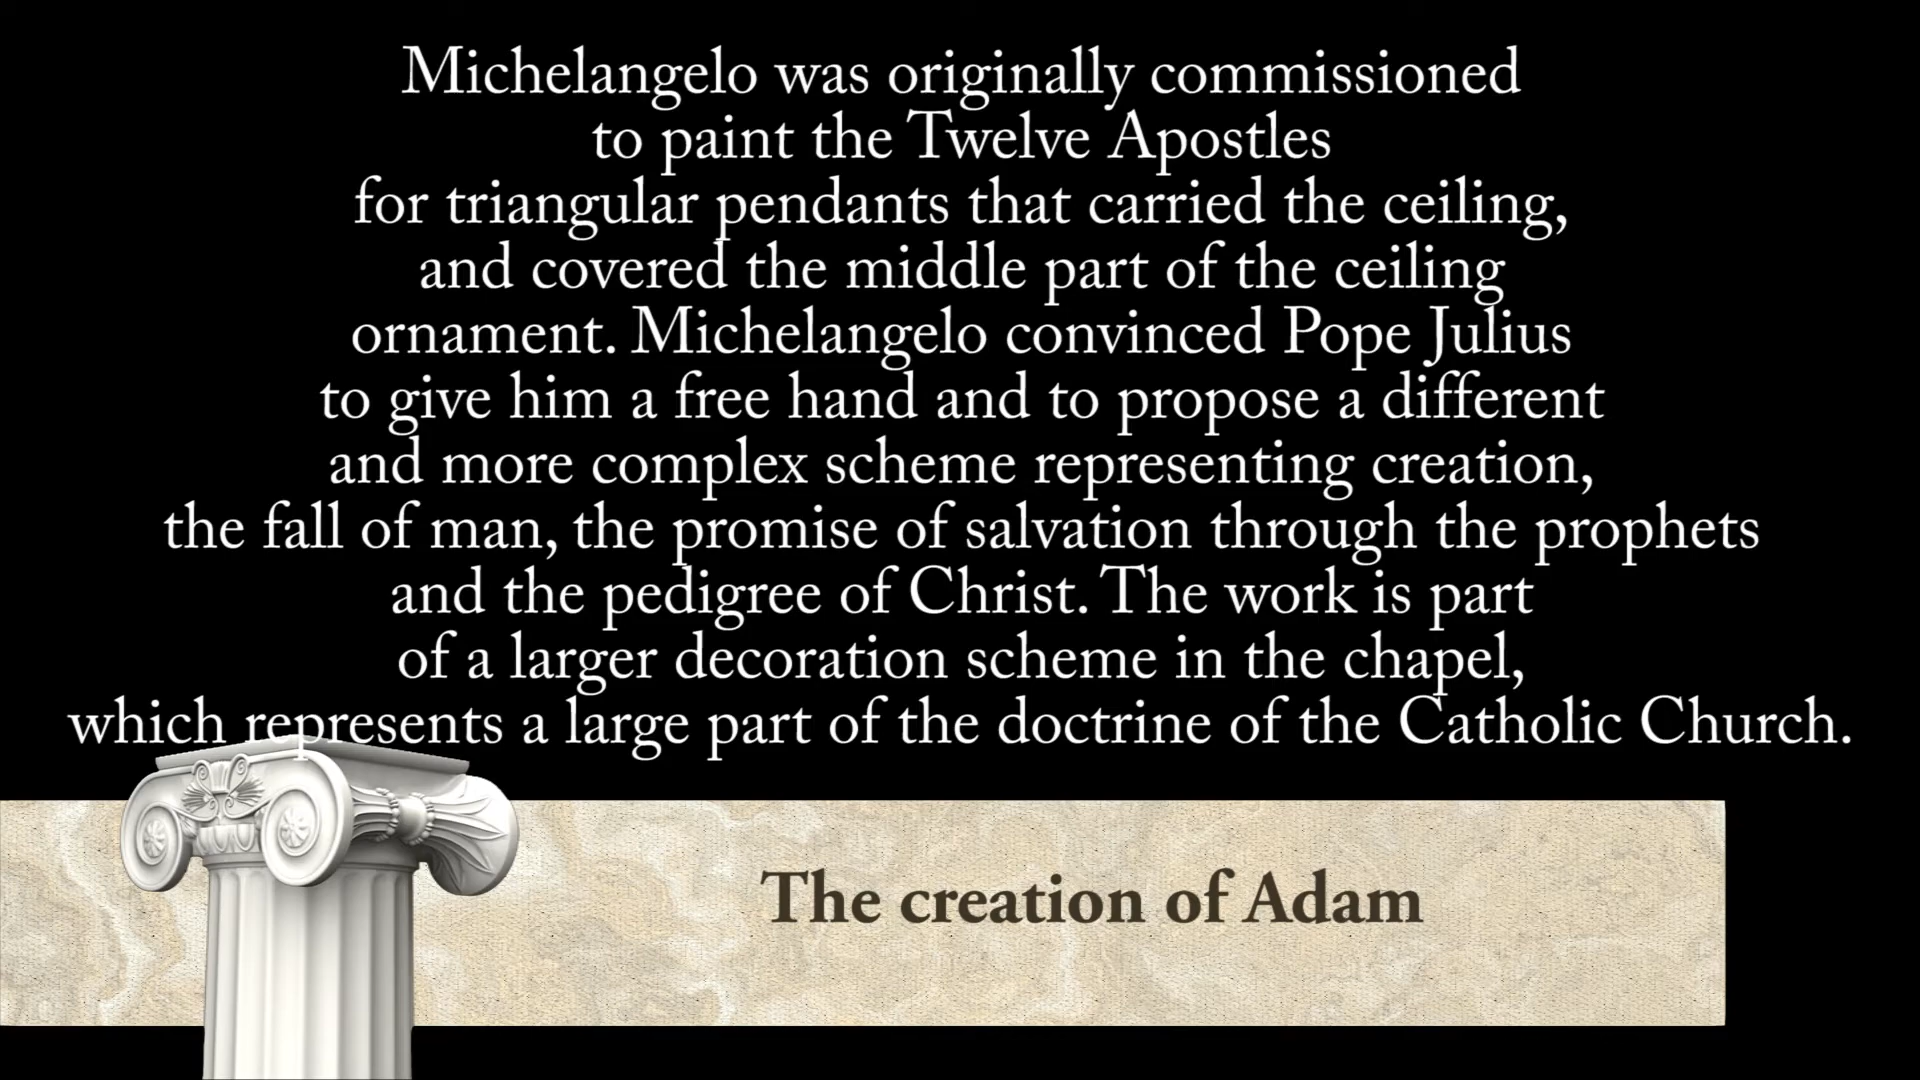 Michelangelo was originally commissioned
to paint the Twelve Apostles
for triangular pendants that carried the ceiling,
and covered the middle part of the ceiling
ornament. Michelangelo convinced Pope Julius
to give him a free hand and to propose a different
and more complex scheme representing creation,
the fall of man, the promise of salvation through the prophets
and the pedigree of Christ. The work is part
of a larger decoration scheme in the chapel,
which represents a large part of the doctrine of the Catholic Church.
The creation of Adam